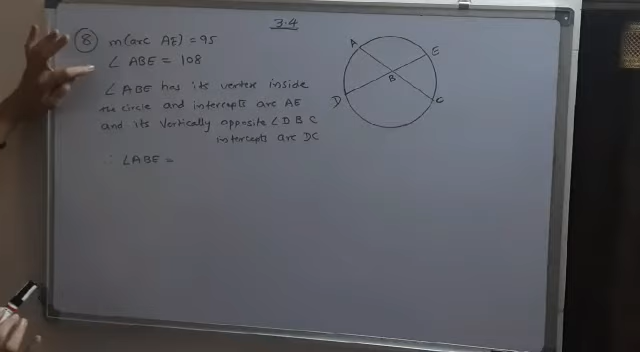 3.4
8 m(arc AE) = 95
∠ ABE = 108
∠ ABE has its vertex inside
the circle and intercepts arc AE
and its vertically opposite ∠ D B C
intercepts arc DC
∴ ∠ABE =
A
E
B
D
C